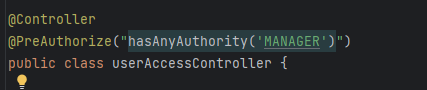 @Controller
@PreAuthorize("hasAnyAuthority('MANAGER')")
public class userAccessController {